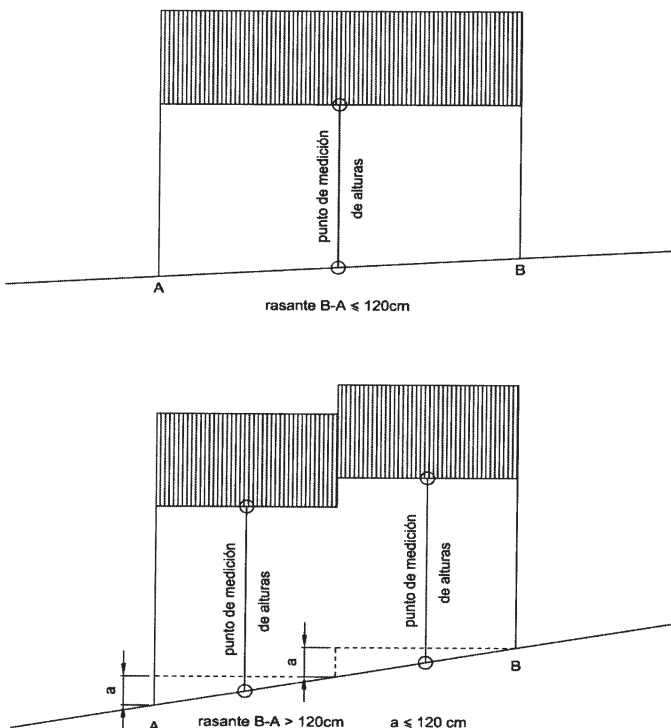 punto de medición
de alturas
A
B
rasante B-A ≤ 120cm
punto de medición
de alturas
punto de medición
de alturas
a
a
B
A
rasante B-A > 120cm
a ≤ 120 cm